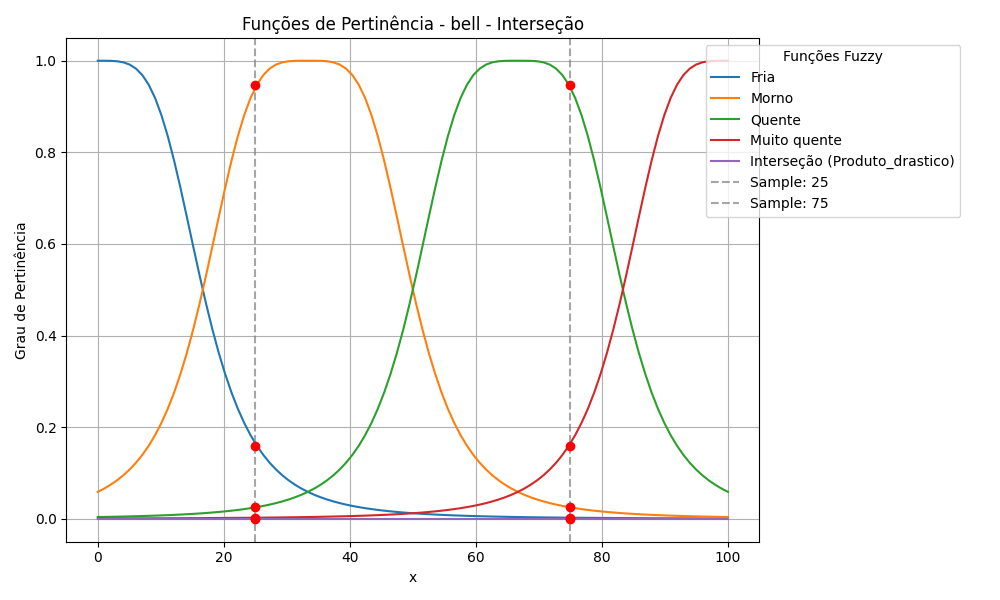 Funções de Pertinência - bell - Interseção
Grau de Pertinência
1.0
0.8
0.6
0.4
0.2
0.0
0
20
40
60
80
100
x
Funções Fuzzy
Fria
Morno
Quente
Muito quente
Interseção (Produto_drastico)
Sample: 25
Sample: 75